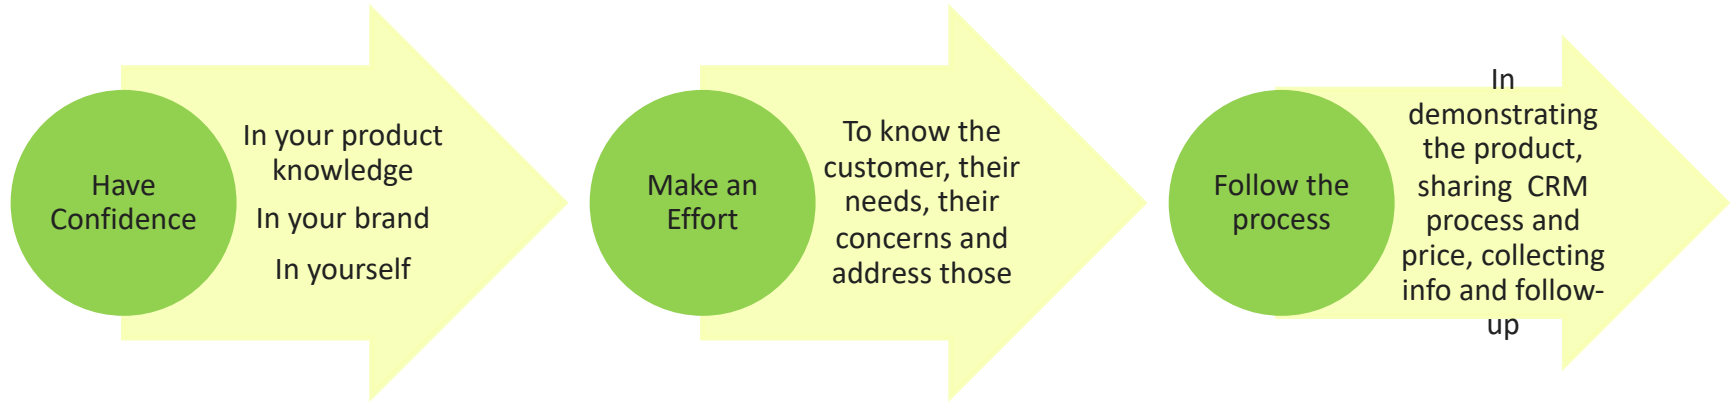 Have
Confidence
In your product
knowledge
In your brand
In yourself
Make an
Effort
To know the
customer, their
needs, their
concerns and
address those
Follow the
process
In
demonstrating
the product,
sharing  CRM
process and
price, collecting
info and follow-
up